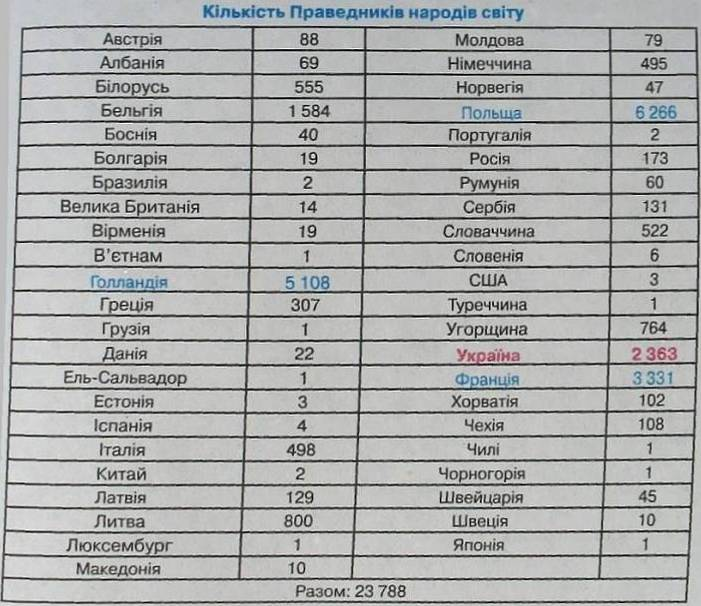 Кількість Праведників народів світу
Австрія 88 Молдова 79
Албанія 69 Німеччина 495
Білорусь 555 Норвегія 47
Бельгія 1 584 Польща 6 266
Боснія 40 Португалія 2
Болгарія 19 Росія 173
Бразилія 2 Румунія 60
Велика Британія 14 Сербія 131
Вірменія 19 Словаччина 522
В'єтнам 1 Словенія 6
Голландія 5 108 США 3
Греція 307 Туреччина 1
Грузія 1 Угорщина 764
Данія 22 Україна 2 363
Ель-Сальвадор 1 Франція 3 331
Естонія 3 Хорватія 102
Іспанія 4 Чехія 108
Італія 498 Чилі 1
Китай 2 Чорногорія 1
Латвія 129 Швейцарія 45
Литва 800 Швеція 10
Люксембург 1 Японія 1
Македонія 10
Разом: 23 788